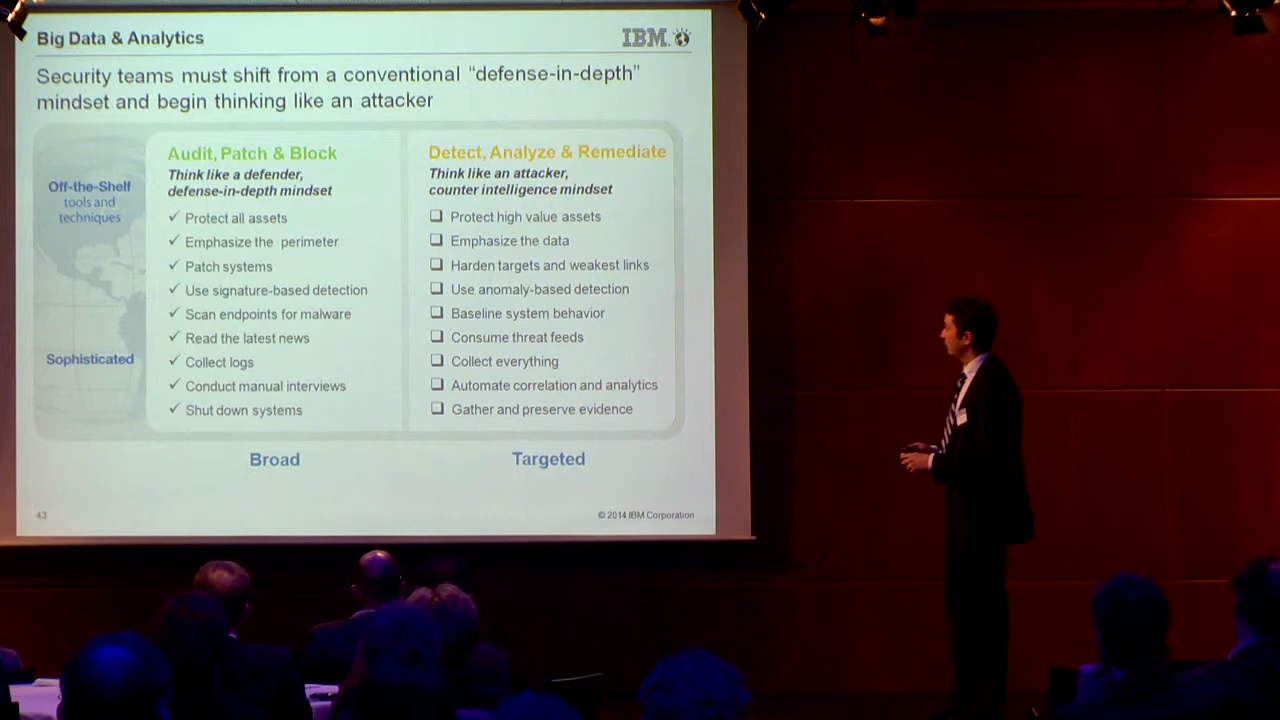 Big Data & Analytics
IBM
Security teams must shift from a conventional “defense-in-depth”
mindset and begin thinking like an attacker
Off-the-Shelf
tools and
techniques
Sophisticated
Audit, Patch & Block
Think like a defender,
defense-in-depth mindset
✓ Protect all assets
✓ Emphasize the perimeter
✓ Patch systems
✓ Use signature-based detection
✓ Scan endpoints for malware
✓ Read the latest news
✓ Collect logs
✓ Conduct manual interviews
✓ Shut down systems
Broad
Detect, Analyze & Remediate
Think like an attacker,
counter intelligence mindset
❑ Protect high value assets
❑ Emphasize the data
❑ Harden targets and weakest links
❑ Use anomaly-based detection
❑ Baseline system behavior
❑ Consume threat feeds
❑ Collect everything
❑ Automate correlation and analytics
❑ Gather and preserve evidence
Targeted
43
© 2014 IBM Corporation